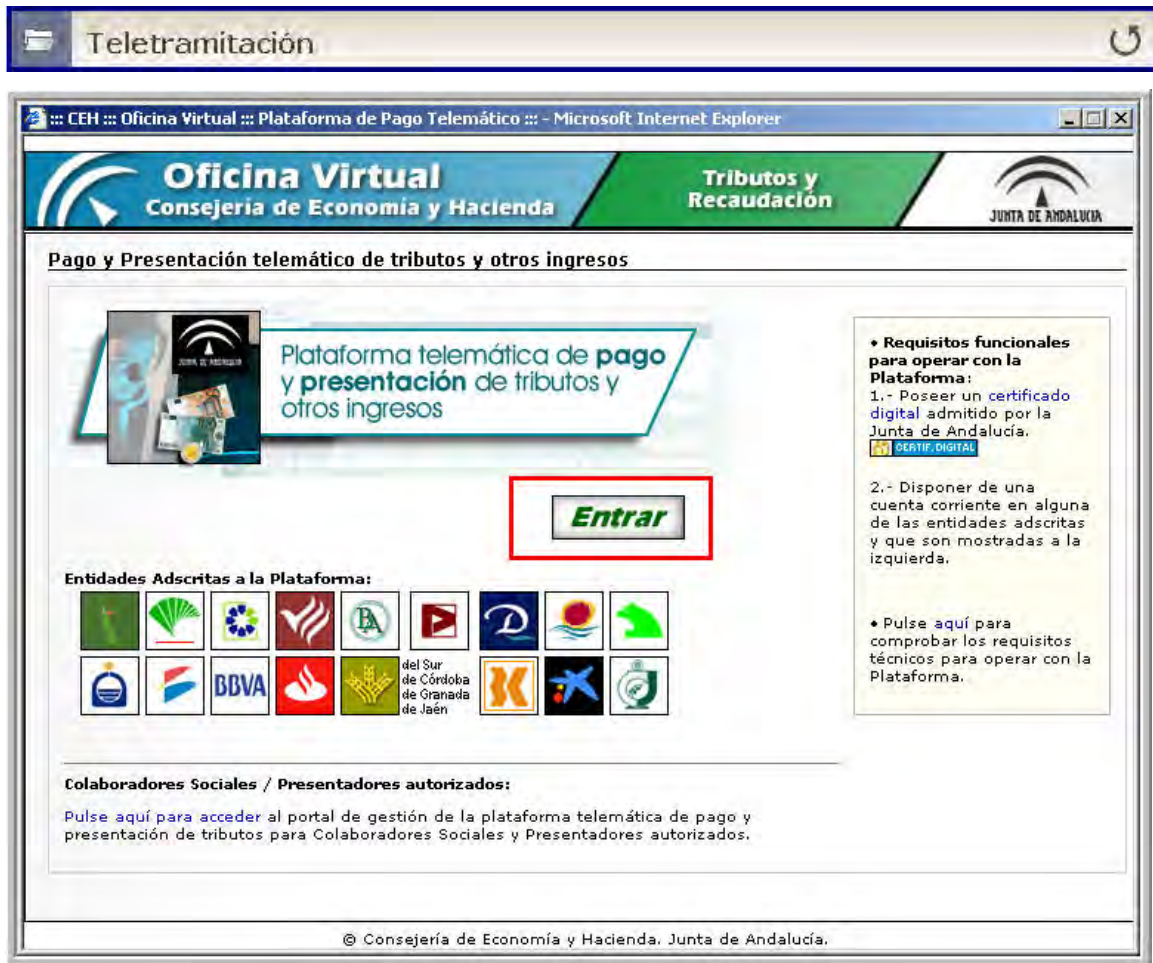 Teletramitación
::: CEH ::: Oficina Virtual ::: Plataforma de Pago Telemático ::: - Microsoft Internet Explorer
Oficina Virtual
Consejería de Economía y Hacienda
Tributos y
Recaudación
JUNTA DE ANDALUCIA
Pago y Presentación telemático de tributos y otros ingresos
JUNTA DE ANDALUCIA
Plataforma telemática de pago
y presentación de tributos y
otros ingresos
Entrar
Entidades Adscritas a la Plataforma:
BA
D
BBVA
del Sur
de Córdoba
de Granada
de Jaén
Colaboradores Sociales / Presentadores autorizados:
Pulse aquí para acceder al portal de gestión de la plataforma telemática de pago y
presentación de tributos para Colaboradores Sociales y Presentadores autorizados.
• Requisitos funcionales
para operar con la
Plataforma:
1.- Poseer un certificado
digital admitido por la
Junta de Andalucía.
CERTIF.DIGITAL
2.- Disponer de una
cuenta corriente en alguna
de las entidades adscritas
y que son mostradas a la
izquierda.
• Pulse aquí para
comprobar los requisitos
técnicos para operar con la
Plataforma.
© Consejería de Economía y Hacienda. Junta de Andalucía.